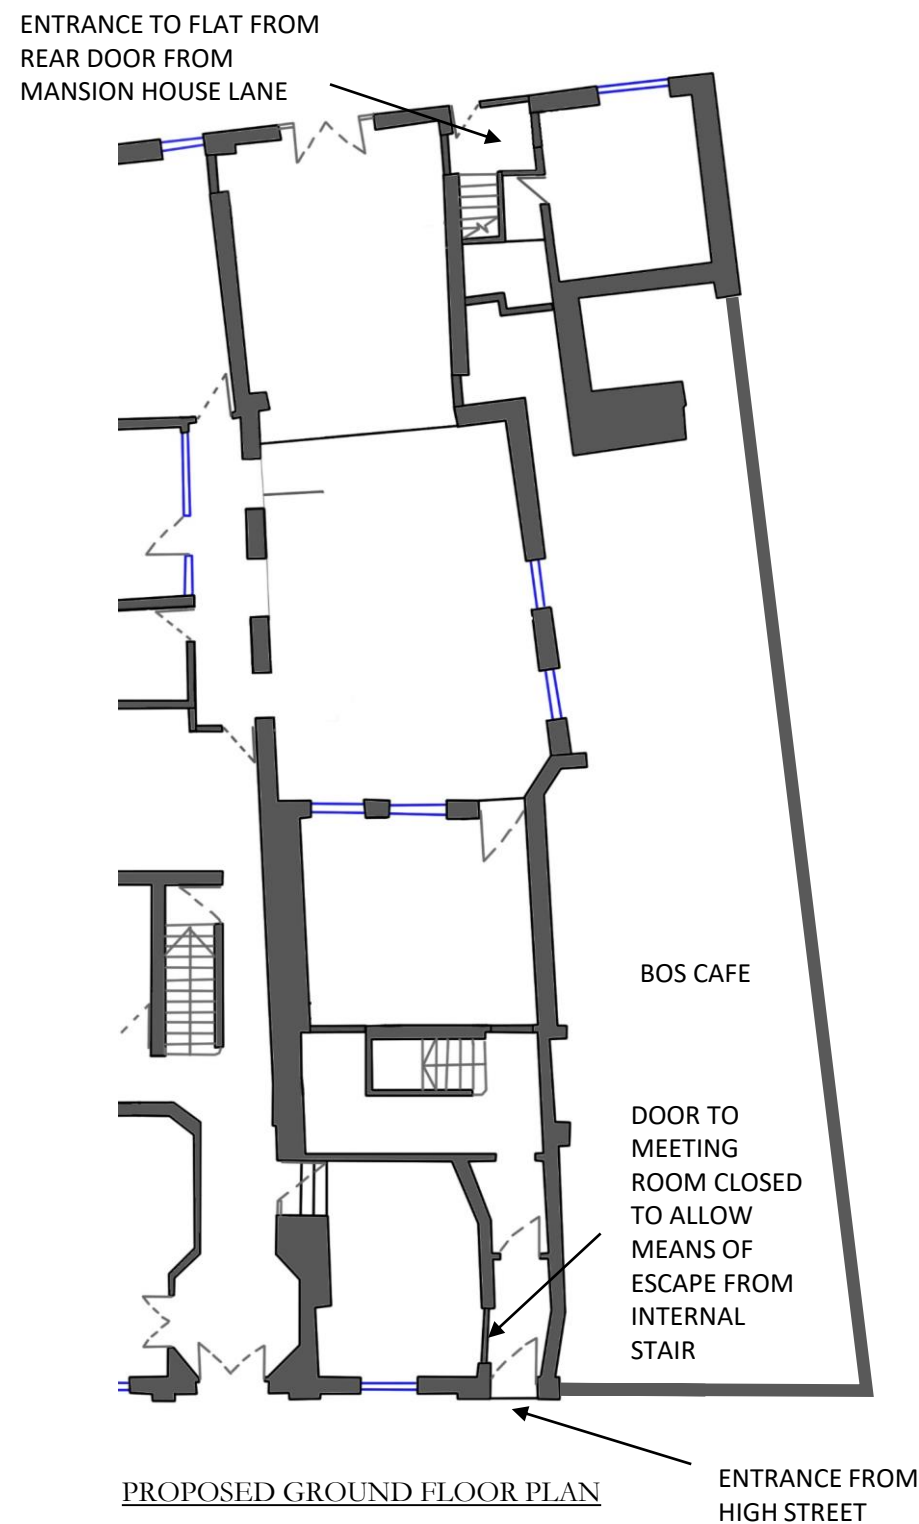 ENTRANCE TO FLAT FROM
REAR DOOR FROM
MANSION HOUSE LANE
BOS CAFE
DOOR TO
MEETING
ROOM CLOSED
TO ALLOW
MEANS OF
ESCAPE FROM
INTERNAL
STAIR
PROPOSED GROUND FLOOR PLAN
ENTRANCE FROM
HIGH STREET